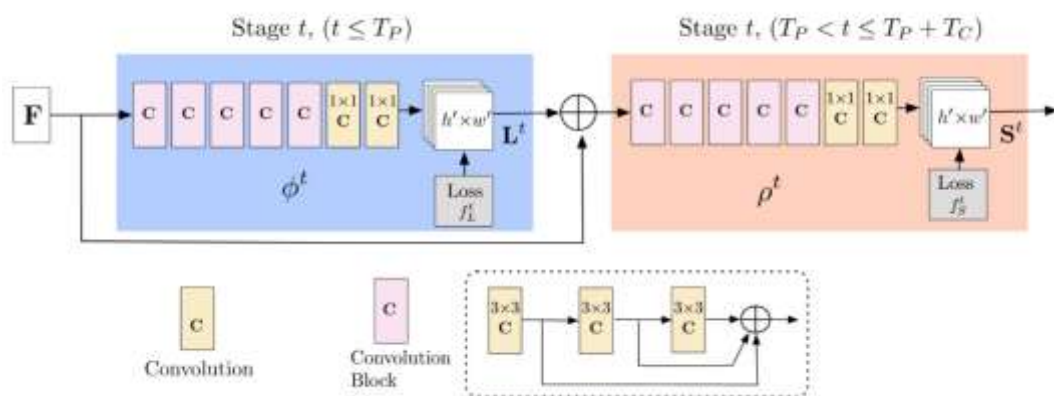 Stage t, (t ≤ T_P)
Stage t, (T_P < t ≤ T_P + T_C)
F
C C C C C 1×1 C 1×1 C
h′×w′
L^t
C C C C C 1×1 C 1×1 C
h′×w′
S^t
ϕ^t
Loss
f_L^t
ρ^t
Loss
f_S^t
C
Convolution
C
Convolution
Block
3×3 C
3×3 C
3×3 C